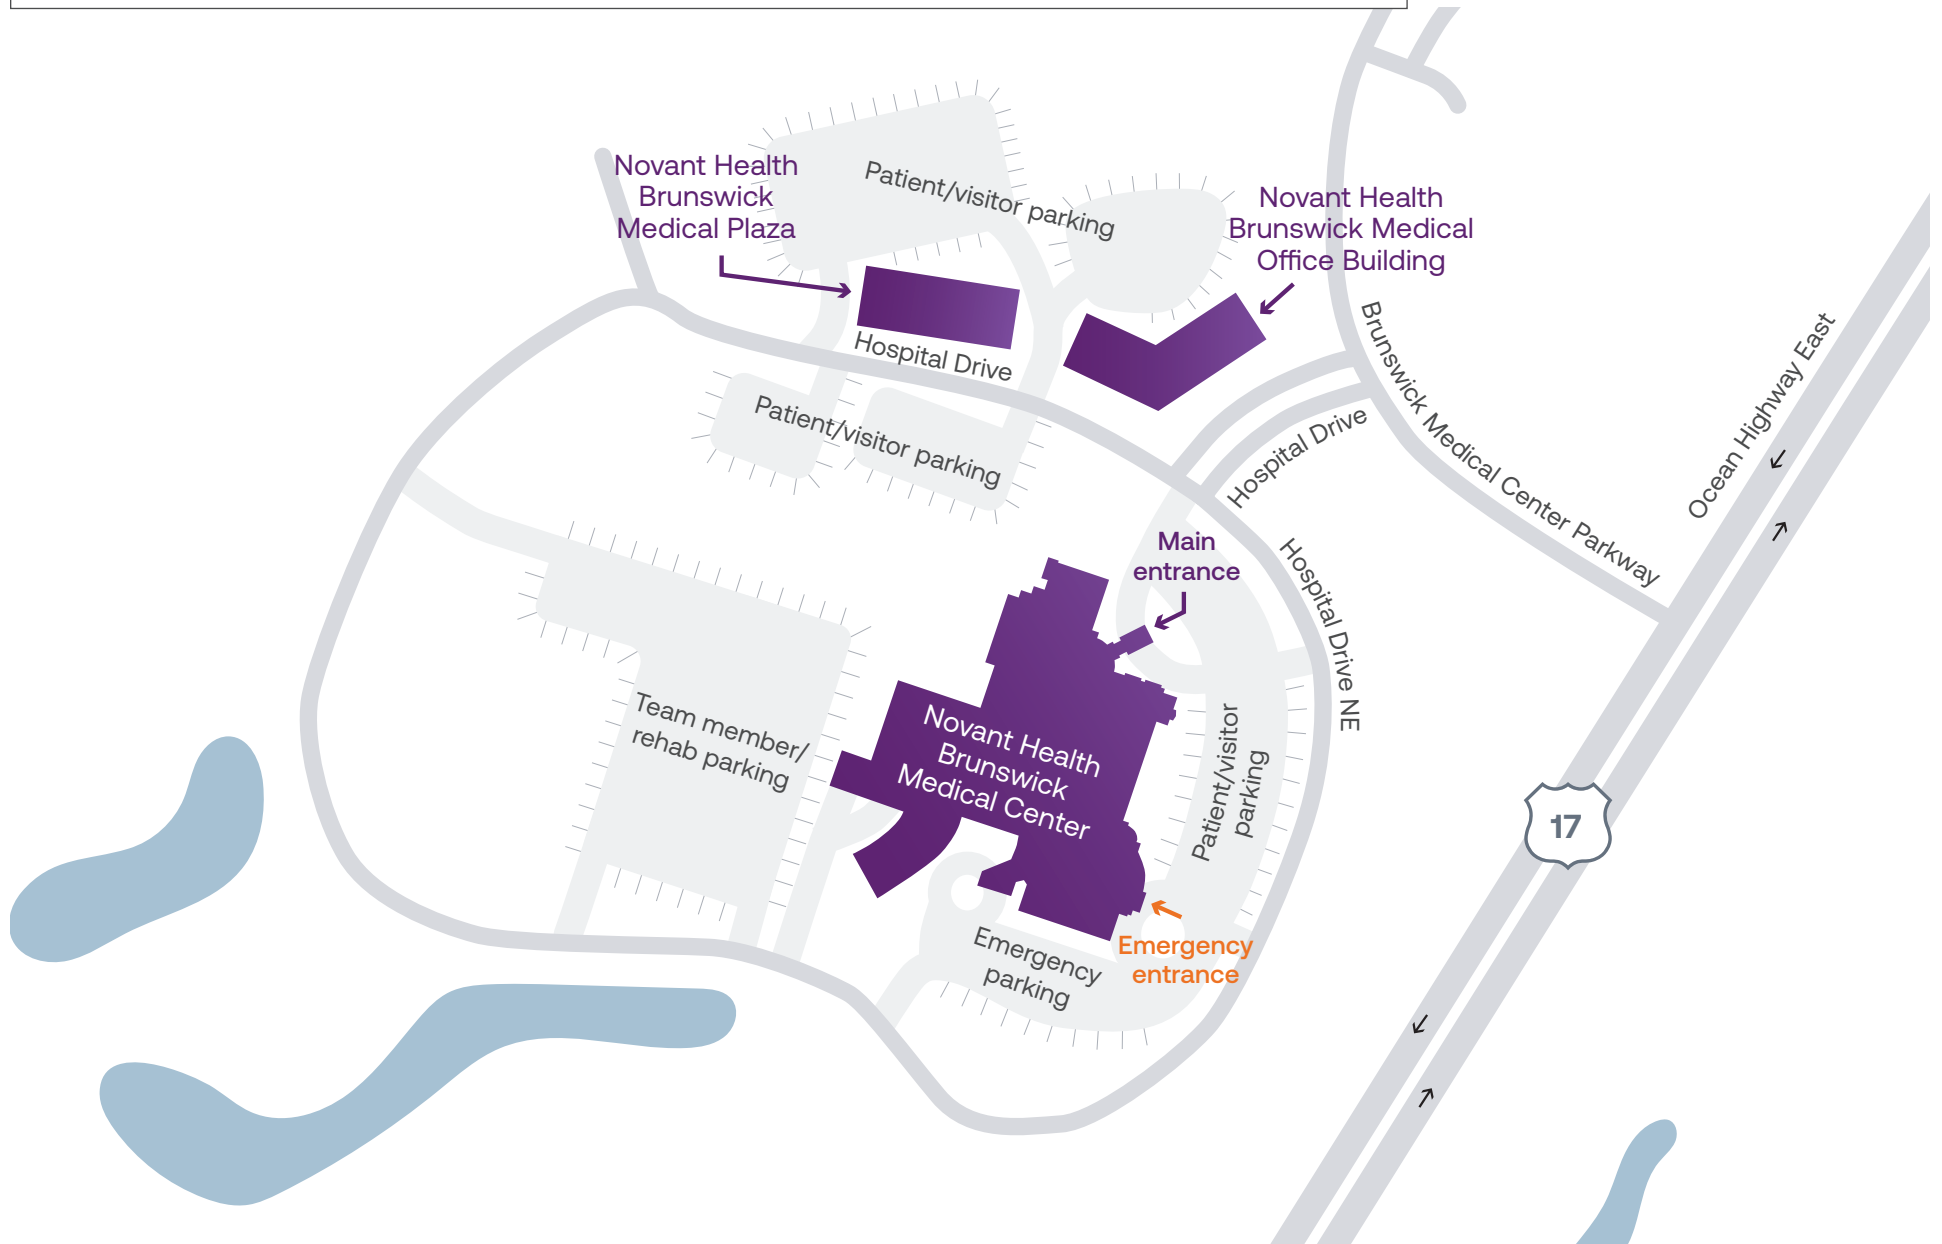 Novant Health
Brunswick
Medical Plaza
Patient/visitor parking
Novant Health
Brunswick Medical
Office Building
Hospital Drive
Patient/visitor parking
Hospital Drive
Brunswick Medical Center Parkway
Ocean Highway East
Main
entrance
Hospital Drive NE
Team member/
rehab parking
Novant Health
Brunswick
Medical Center
Patient/visitor
parking
17
Emergency
parking
Emergency
entrance